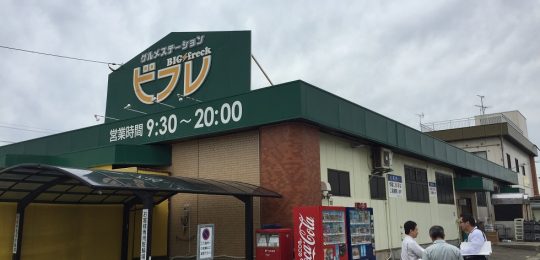 グルメステーション
BIG freck
ビフレ
営業時間 9:30～20:00
Coca-Cola